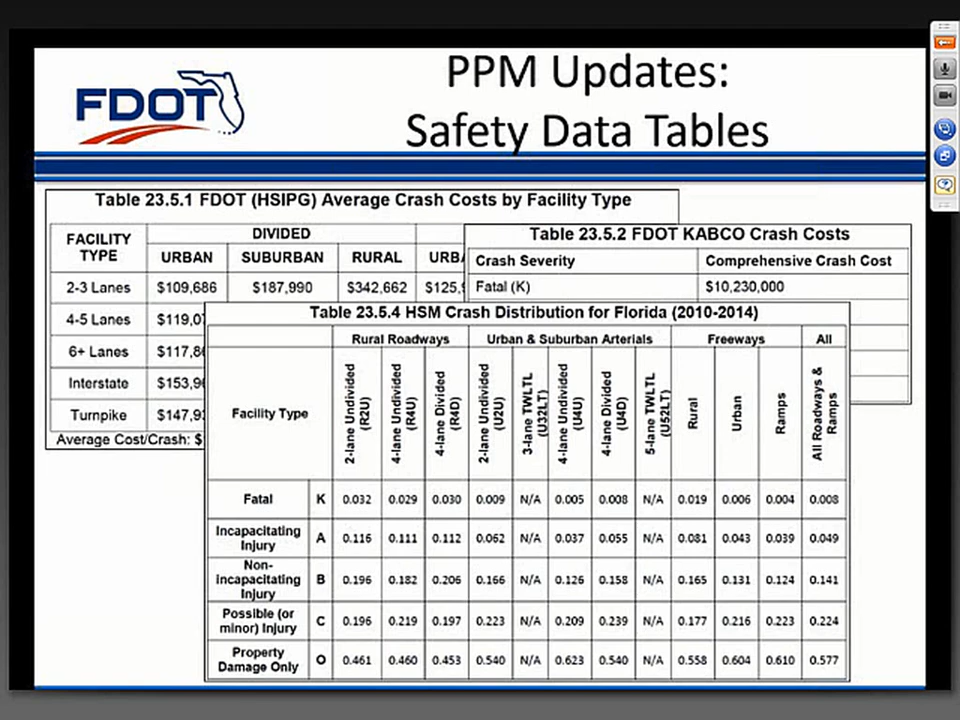 FDOT
PPM Updates:
Safety Data Tables
Table 23.5.1 FDOT (HSIPG) Average Crash Costs by Facility Type
FACILITY TYPE DIVIDED
URBAN SUBURBAN RURAL
2-3 Lanes $109,686 $187,990 $342,662
4-5 Lanes
6+ Lanes
Interstate
Turnpike
Average Cost/Crash:
Table 23.5.2 FDOT KABCO Crash Costs
Crash Severity Comprehensive Crash Cost
Fatal (K) $10,230,000
Table 23.5.4 HSM Crash Distribution for Florida (2010-2014)
Rural Roadways Urban & Suburban Arterials Freeways All
Facility Type 2-lane Undivided (R2U) 4-lane Undivided (R4U) 4-lane Divided (R4D) 2-lane Undivided (U2U) 3-lane TWLTL (U32LT) 4-lane Undivided (U4U) 4-lane Divided (U4D) 5-lane TWLTL (U52LT) Rural Urban Ramps All Roadways & Ramps
Fatal K 0.032 0.029 0.030 0.009 N/A 0.005 0.008 N/A 0.019 0.006 0.004 0.008
Incapacitating Injury A 0.116 0.111 0.112 0.062 N/A 0.037 0.055 N/A 0.081 0.043 0.039 0.049
Non-incapacitating Injury B 0.196 0.182 0.206 0.166 N/A 0.126 0.158 N/A 0.165 0.131 0.124 0.141
Possible (or minor) Injury C 0.196 0.219 0.197 0.223 N/A 0.209 0.239 N/A 0.177 0.216 0.223 0.224
Property Damage Only O 0.461 0.460 0.453 0.540 N/A 0.623 0.540 N/A 0.558 0.604 0.610 0.577